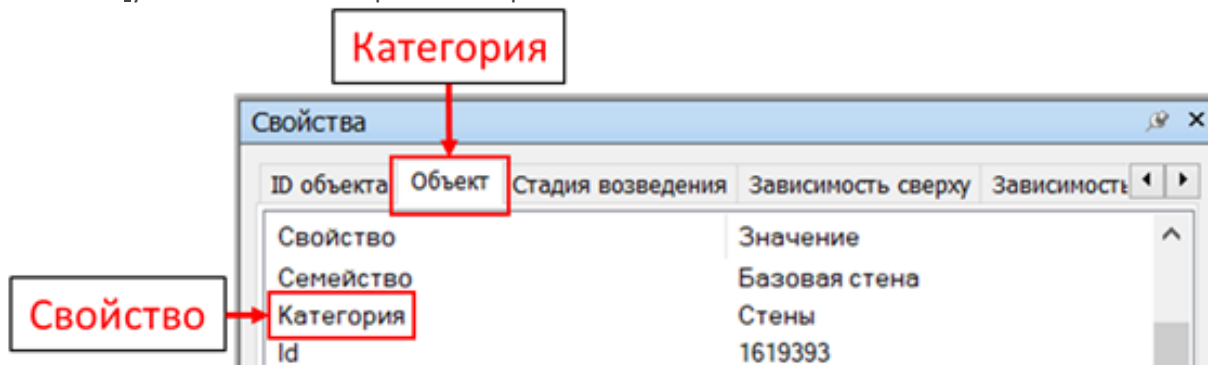 Категория
Свойства
ID объекта Объект Стадия возведения Зависимость сверху Зависимость
Свойство Значение
Семейство Базовая стена
Свойство Категория Стены
Id 1619393